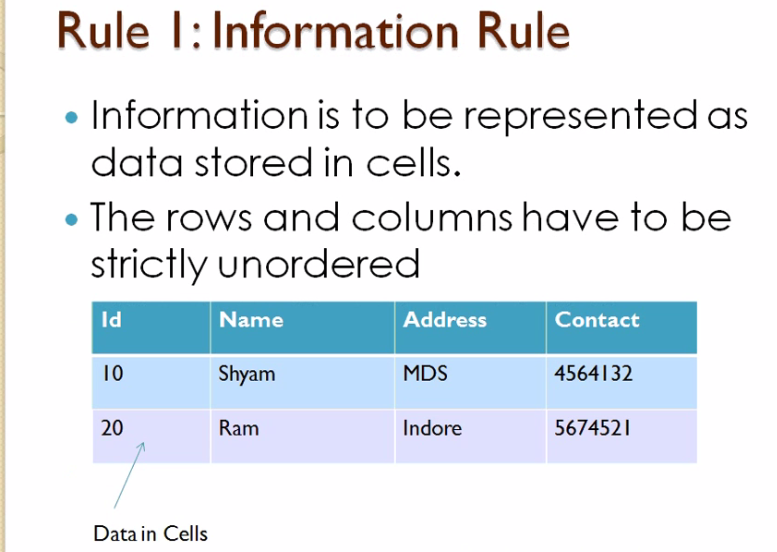 Rule 1: Information Rule
• Information is to be represented as
data stored in cells.
• The rows and columns have to be
strictly unordered
Id Name Address Contact
10 Shyam MDS 4564132
20 Ram Indore 5674521
Data in Cells